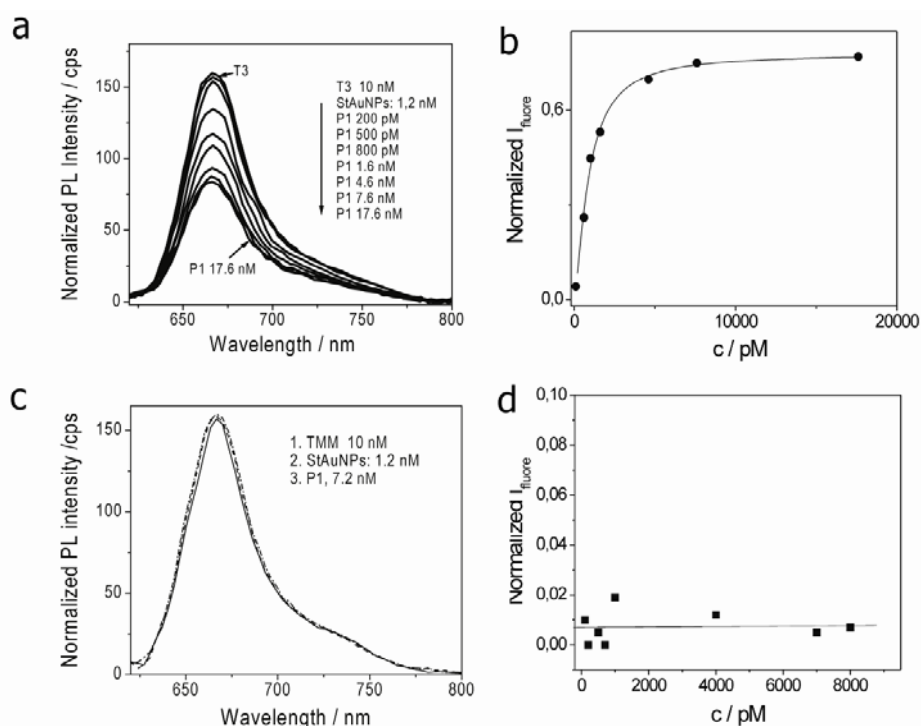 a
Normalized PL Intensity / cps
150
100
50
0
650
700
750
800
Wavelength / nm
T3
T3 10 nM
StAuNPs: 1,2 nM
P1 200 pM
P1 500 pM
P1 800 pM
P1 1.6 nM
P1 4.6 nM
P1 7.6 nM
P1 17.6 nM
P1 17.6 nM
b
Normalized I fluore
0,6
0,0
0
10000
20000
c / pM
c
Normalized PL intensity /cps
150
100
50
0
650
700
750
800
Wavelength / nm
1. TMM 10 nM
2. StAuNPs: 1.2 nM
3. P1, 7.2 nM
d
Normalized I fluore
0,10
0,08
0,06
0,04
0,02
0,00
0
2000
4000
6000
8000
c / pM